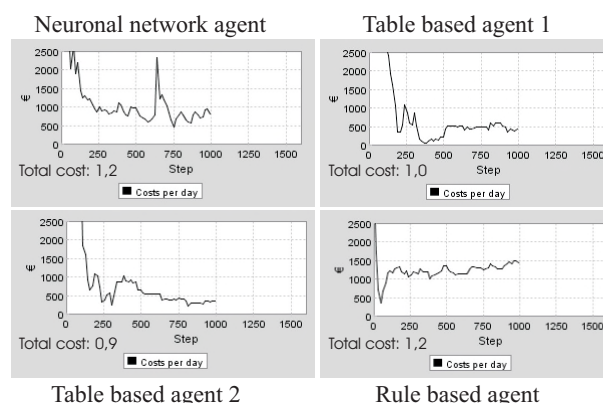 Neuronal network agent
Table based agent 1
2500
2000
1500
1000
500
0
€
0 250 500 750 1000 1250 1500
Step
Total cost: 1,2
Costs per day
2500
2000
1500
1000
500
0
€
0 250 500 750 1000 1250 1500
Step
Total cost: 1,0
Costs per day
2500
2000
1500
1000
500
0
€
0 250 500 750 1000 1250 1500
Step
Total cost: 0,9
Costs per day
2500
2000
1500
1000
500
0
€
0 250 500 750 1000 1250 1500
Step
Total cost: 1,2
Costs per day
Table based agent 2
Rule based agent